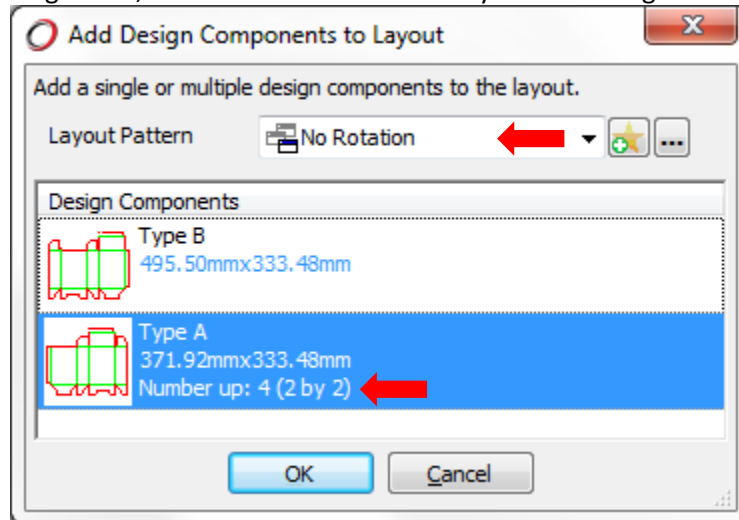 Add Design Components to Layout
Add a single or multiple design components to the layout.
Layout Pattern No Rotation ...
Design Components
Type B
495.50mmx333.48mm
Type A
371.92mmx333.48mm
Number up: 4 (2 by 2)
OK Cancel